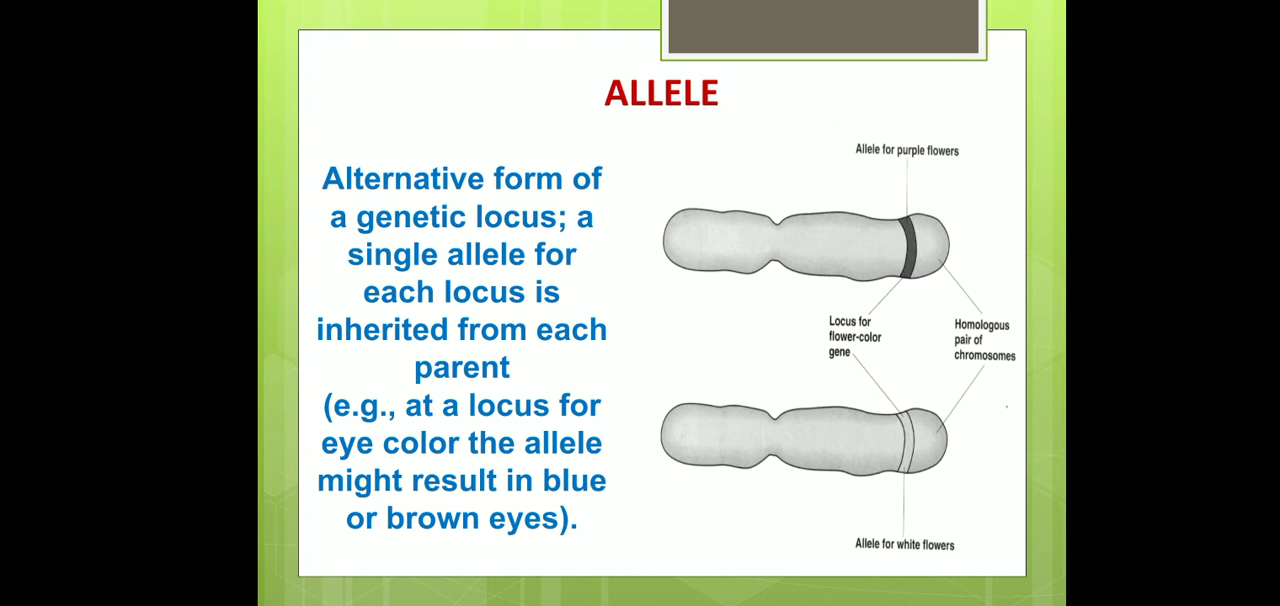 ALLELE
Alternative form of
a genetic locus; a
single allele for
each locus is
inherited from each
parent
(e.g., at a locus for
eye color the allele
might result in blue
or brown eyes).
Allele for purple flowers
Locus for
flower-color
gene
Homologous
pair of
chromosomes
Allele for white flowers